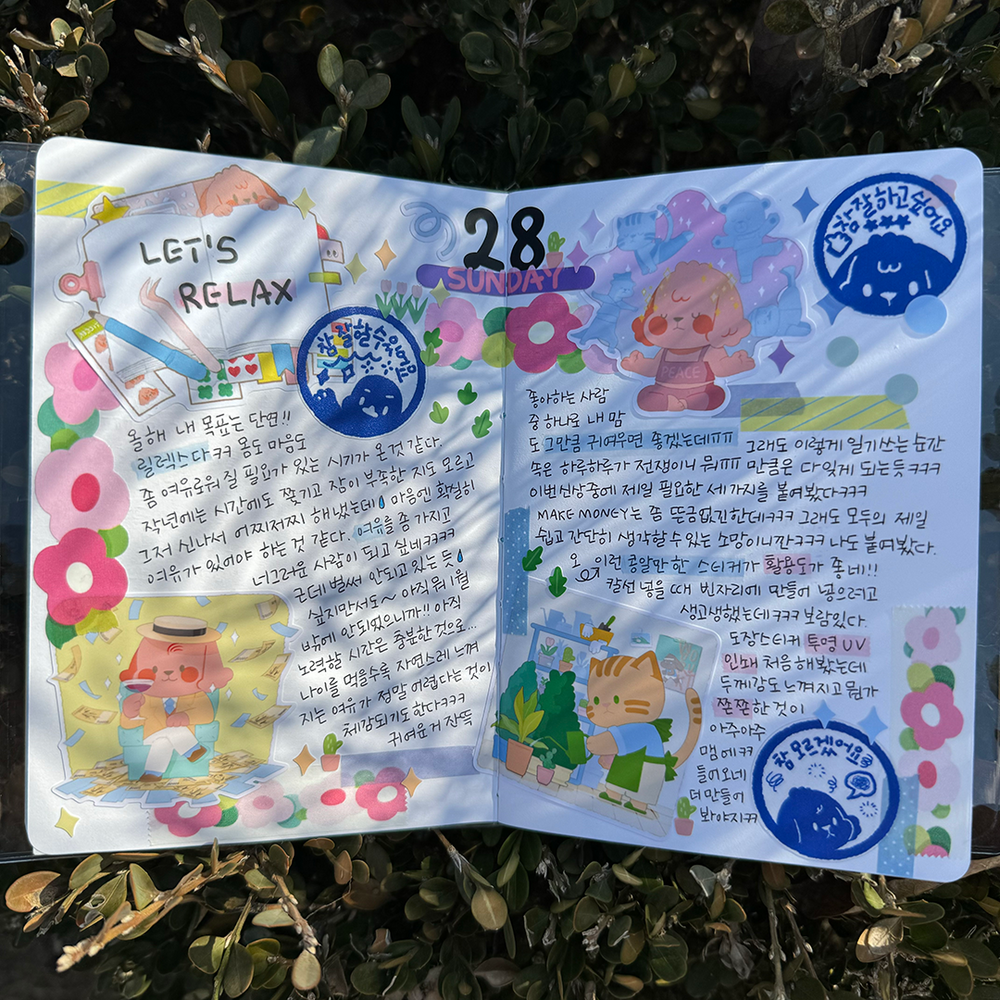 LET'S
RELAX
28
SUNDAY
참 잘할수있어요
올해 내 목표는 단연!!
릴렉스다ㅋㅋ 몸도 마음도
좀 여유로워 질 필요가 있는 시기가 온것 같다.
작년에는 시간에도 쫓기고 잠이 부족한 지도 모르고
그저 신나서 어찌저찌 해냈는데 마음엔 확실히
여유가 있어야 하는 것 같다. 여유를 좀 가지고
너그러운 사람이 되고 싶네ㅋㅋㅋㅋ
근데 벌써 안되고 있는 듯
싶지만서도~ 아직 뭐 1월
밖에 안되었으니까!! 아직
노력할 시간은 충분한 것으로...
나이를 먹을수록 자연스레 느껴
지는 여유가 정말 어렵다는 것이
체감되기도 한다ㅋㅋㅋ
귀여운거 잔뜩
참 잘하고싶어요
PEACE
좋아하는 사람
중 하나로 내 맘
도 그만큼 귀여우면 좋겠는데ㅠㅠ 그래도 이렇게 일기쓰는 순간
속은 하루하루가 전쟁이니 뭐ㅠㅠ 만큼은 다 잊게 되는듯ㅋㅋㅋ
이번신상중에 제일 필요한 세가지를 붙여봤다ㅋㅋㅋ
MAKE MONEY는 좀 뜬금없긴한데ㅋㅋㅋ 그래도 모두의 제일
쉽고 간단히 생각할 수 있는 소망이니깐ㅋㅋㅋ 나도 붙여봤다.
오 이런 콩알만 한 스티커가 활용도가 좋네!!
칼선 넣을 때 빈자리에 만들어 넣으려고
생고생했는데ㅋㅋㅋ 보람있다.
도장스티커 투명 UV
인쇄 처음 해봤는데
두께감도 느껴지고 뭔가
쫀쫀한 것이
아주아주
맴 에ㅋㅋ
들어오네
더 만들어
봐야지ㅋㅋ
참 모르겠어요